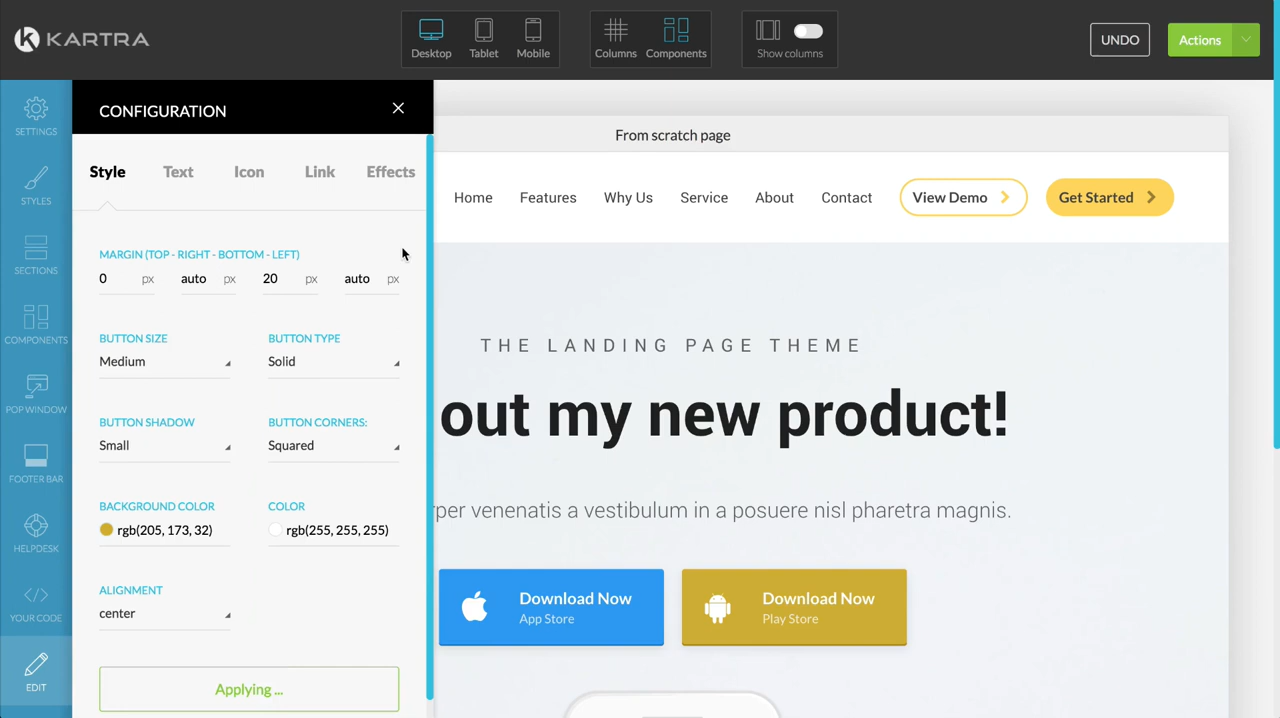 KARTRA
Desktop
Tablet
Mobile
Columns
Components
Show columns
UNDO
Actions
SETTINGS
STYLES
SECTIONS
COMPONENTS
POP WINDOW
FOOTER BAR
HELPDESK
YOUR CODE
EDIT
CONFIGURATION
Style Text Icon Link Effects
MARGIN (TOP - RIGHT - BOTTOM - LEFT)
0 px auto px 20 px auto px
BUTTON SIZE
Medium
BUTTON TYPE
Solid
BUTTON SHADOW
Small
BUTTON CORNERS:
Squared
BACKGROUND COLOR
rgb(205, 173, 32)
COLOR
rgb(255, 255, 255)
ALIGNMENT
center
Applying ...
From scratch page
Home Features Why Us Service About Contact View Demo Get Started
THE LANDING PAGE THEME
out my new product!
venenatis a vestibulum in a posuere nisl pharetra magnis.
Download Now
App Store
Download Now
Play Store